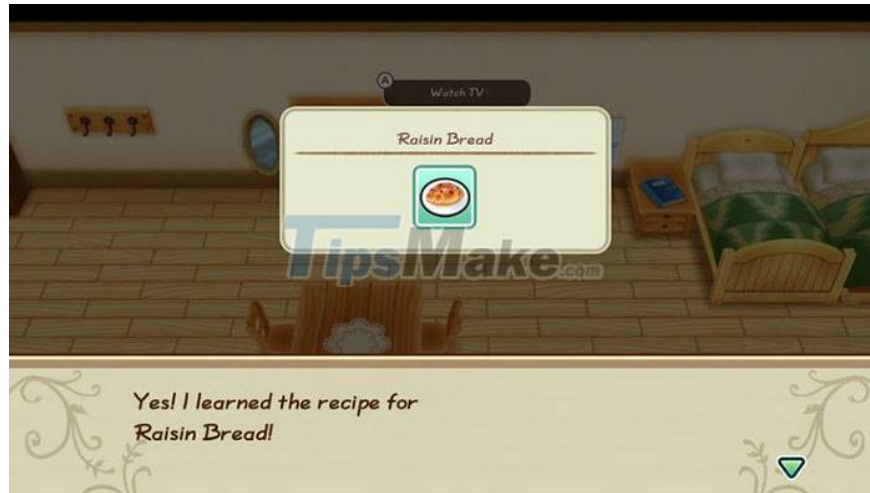 A
Watch TV
Raisin Bread
TipsMake.com
Yes! I learned the recipe for
Raisin Bread!